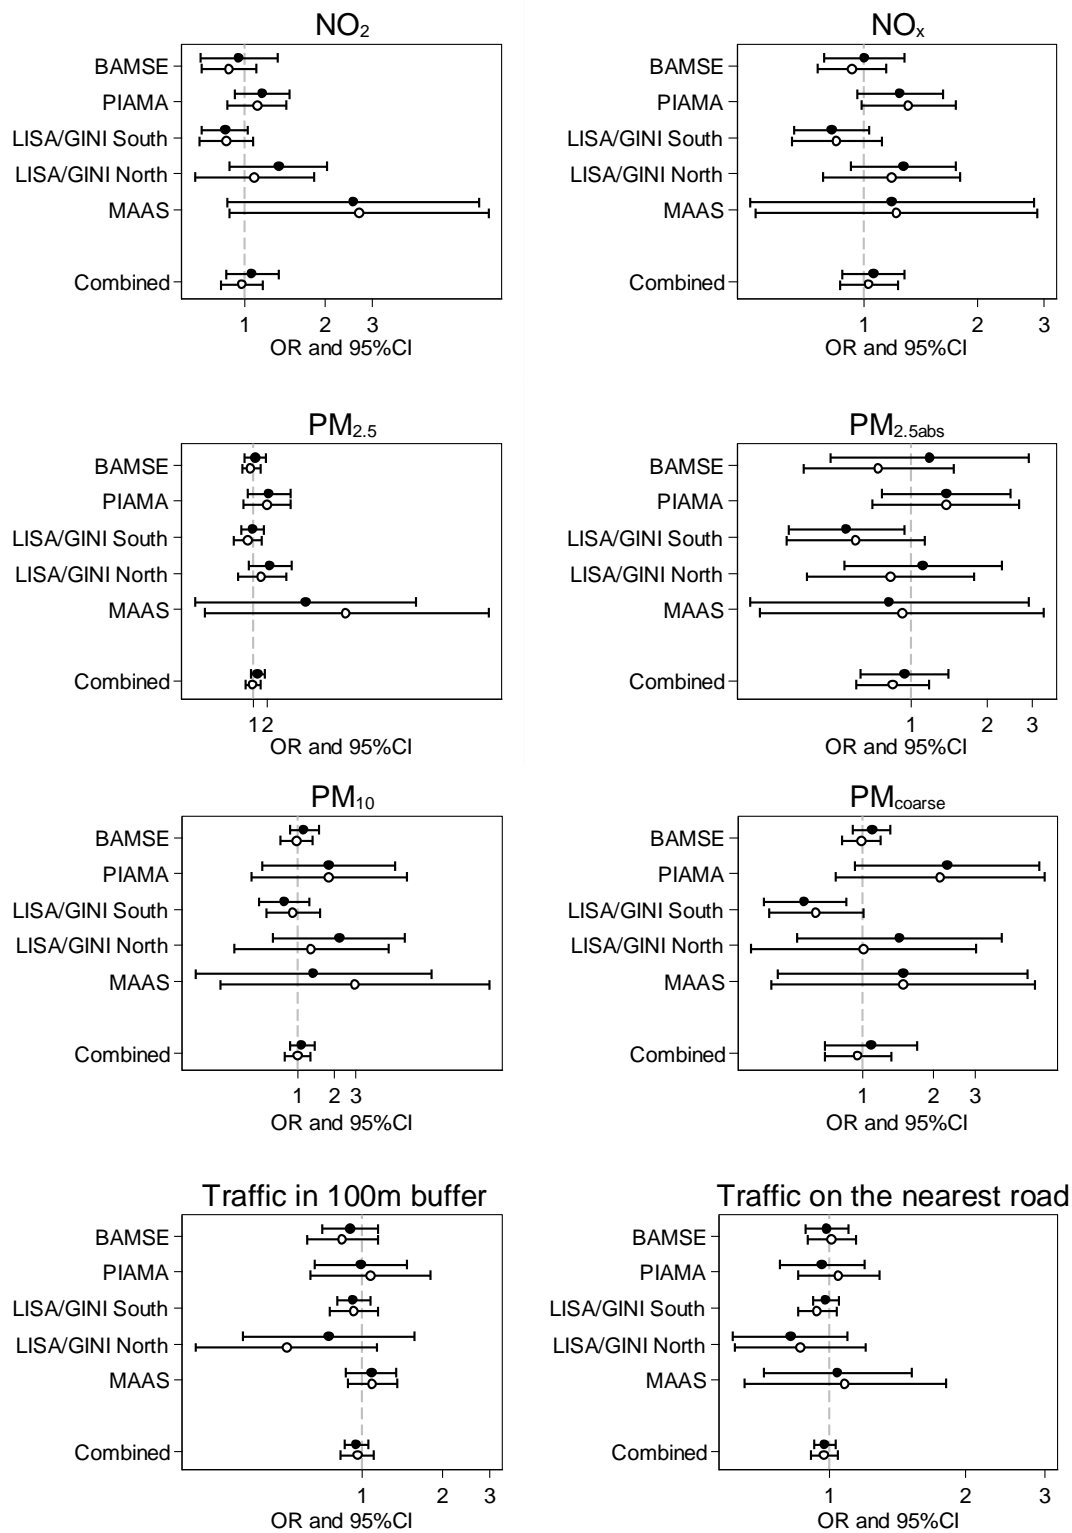 NO₂
BAMSE
PIAMA
LISA/GINI South
LISA/GINI North
MAAS
Combined
1 2 3
OR and 95%CI
NOₓ
BAMSE
PIAMA
LISA/GINI South
LISA/GINI North
MAAS
Combined
1 2 3
OR and 95%CI
PM₂.₅
BAMSE
PIAMA
LISA/GINI South
LISA/GINI North
MAAS
Combined
1 2
OR and 95%CI
PM₂.₅abs
BAMSE
PIAMA
LISA/GINI South
LISA/GINI North
MAAS
Combined
1 2 3
OR and 95%CI
PM₁₀
BAMSE
PIAMA
LISA/GINI South
LISA/GINI North
MAAS
Combined
1 2 3
OR and 95%CI
PMcoarse
BAMSE
PIAMA
LISA/GINI South
LISA/GINI North
MAAS
Combined
1 2 3
OR and 95%CI
Traffic in 100m buffer
BAMSE
PIAMA
LISA/GINI South
LISA/GINI North
MAAS
Combined
1 2 3
OR and 95%CI
Traffic on the nearest road
BAMSE
PIAMA
LISA/GINI South
LISA/GINI North
MAAS
Combined
1 2 3
OR and 95%CI